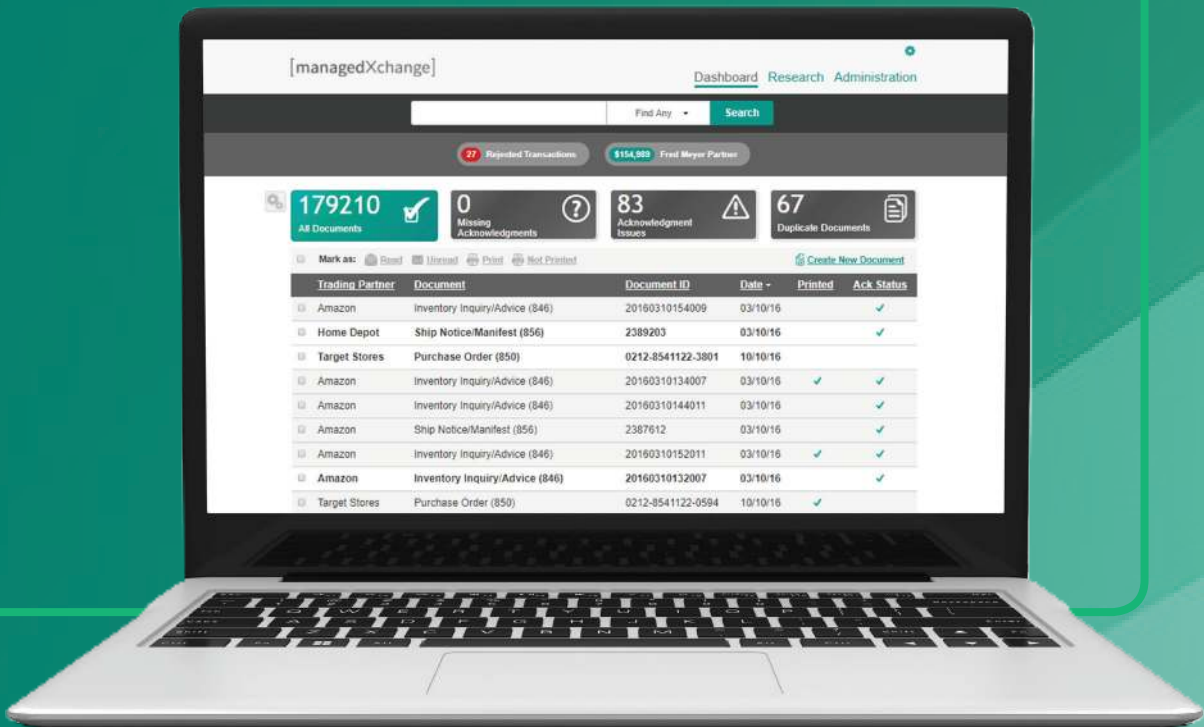 [managedXchange]
Dashboard Research Administration
Find Any Search
27 Rejected Transactions $154,989 Fred Meyer Partner
179210 0 83 67
All Documents Missing Acknowledgments Acknowledgment Issues Duplicate Documents
Mark as: Read Unread Print Not Printed Create New Document
Trading Partner Document Document ID Date Printed Ack Status
Amazon Inventory Inquiry/Advice (846) 20160310154009 03/10/16
Home Depot Ship Notice/Manifest (856) 2389203 03/10/16
Target Stores Purchase Order (850) 0212-8541122-3801 10/10/16
Amazon Inventory Inquiry/Advice (846) 20160310134007 03/10/16
Amazon Inventory Inquiry/Advice (846) 20160310144011 03/10/16
Amazon Ship Notice/Manifest (856) 2387612 03/10/16
Amazon Inventory Inquiry/Advice (846) 20160310152011 03/10/16
Amazon Inventory Inquiry/Advice (846) 20160310132007 03/10/16
Target Stores Purchase Order (850) 0212-8541122-0594 10/10/16